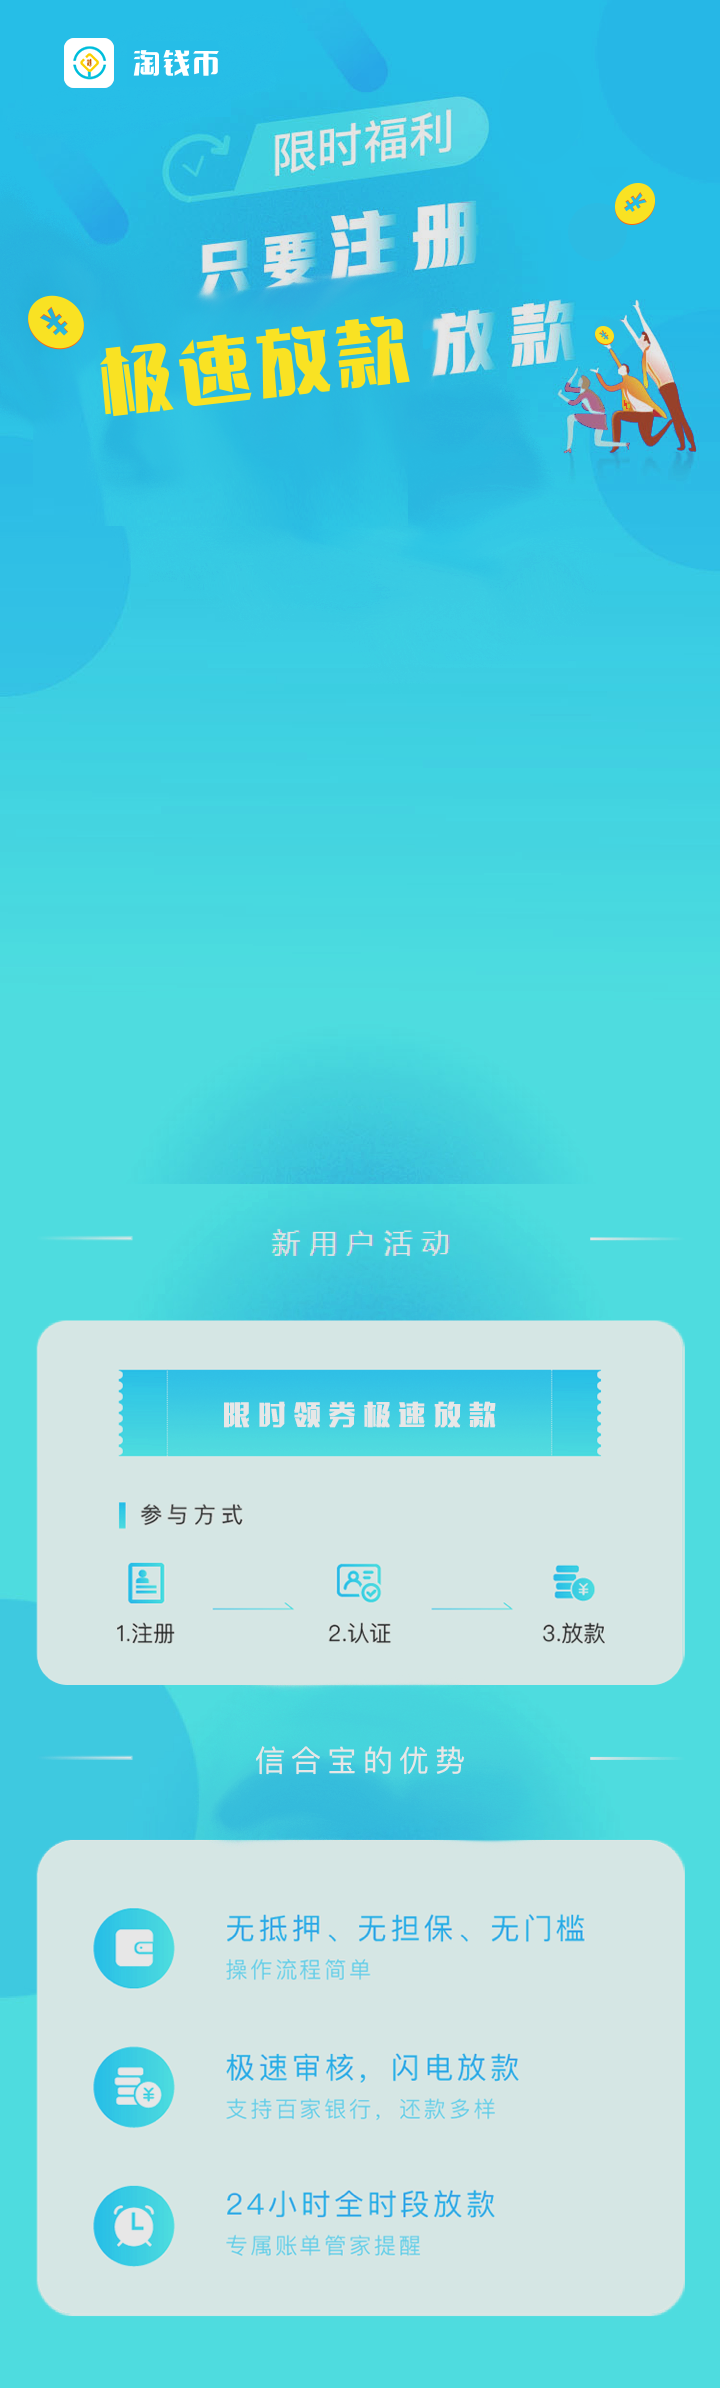 淘钱币
限时福利
只要注册
极速放款 放款
新用户活动
限时领券极速放款
参与方式
1.注册
2.认证
3.放款
信合宝的优势
无抵押、无担保、无门槛
操作流程简单
极速审核，闪电放款
支持百家银行，还款多样
24小时全时段放款
专属账单管家提醒